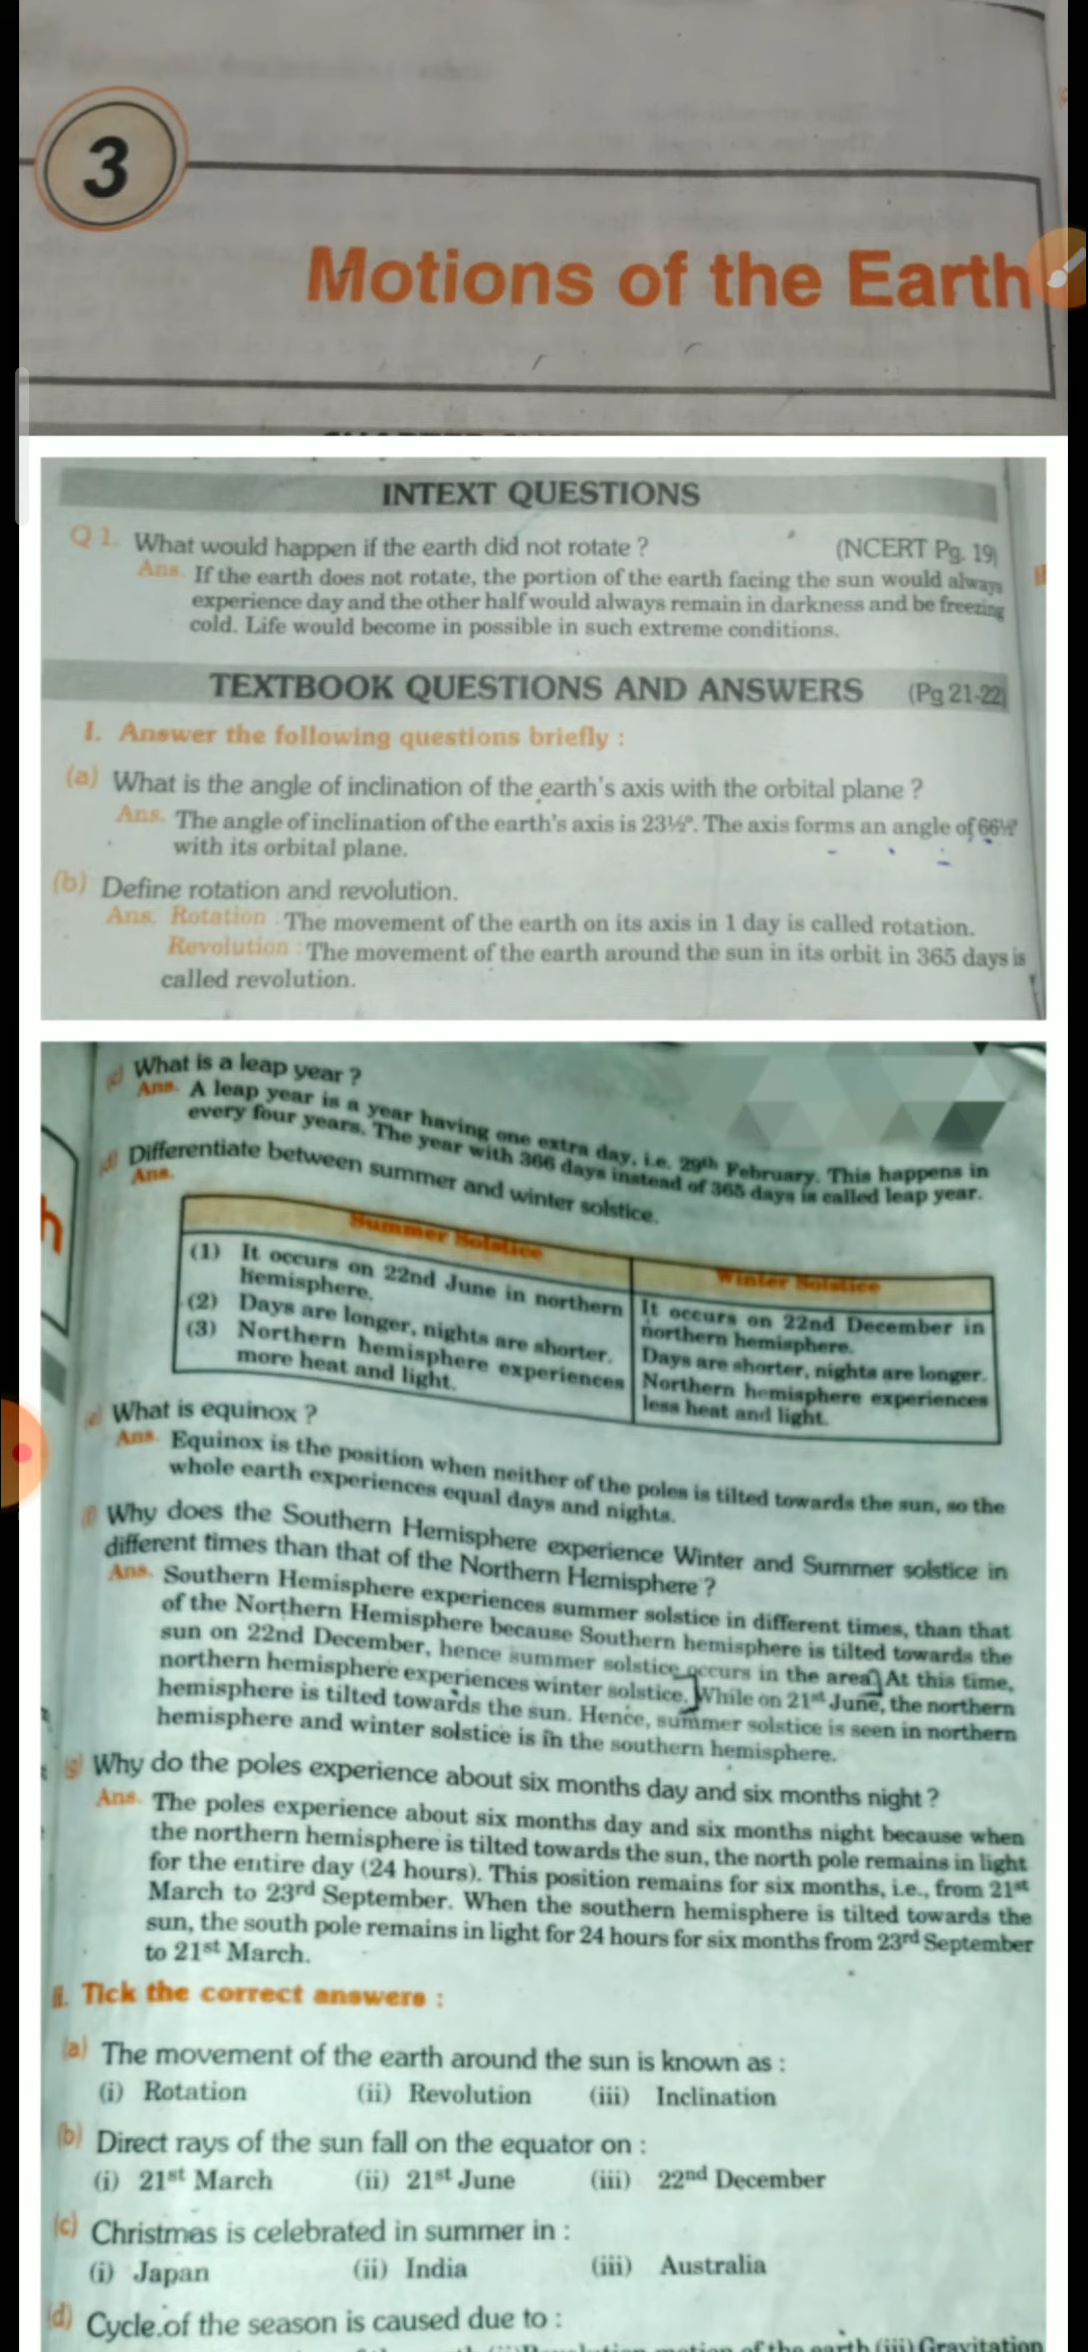 3
Motions of the Earth
INTEXT QUESTIONS
Q 1. What would happen if the earth did not rotate ? (NCERT Pg. 19)
Ans. If the earth does not rotate, the portion of the earth facing the sun would always
experience day and the other half would always remain in darkness and be freezing
cold. Life would become in possible in such extreme conditions.
TEXTBOOK QUESTIONS AND ANSWERS (Pg 21-22)
I. Answer the following questions briefly :
(a) What is the angle of inclination of the earth's axis with the orbital plane ?
Ans. The angle of inclination of the earth's axis is 23½°. The axis forms an angle of 66½°
with its orbital plane.
(b) Define rotation and revolution.
Ans. Rotation : The movement of the earth on its axis in 1 day is called rotation.
Revolution : The movement of the earth around the sun in its orbit in 365 days is
called revolution.
(c) What is a leap year ?
Ans. A leap year is a year having one extra day, i.e. 29th February. This happens in
every four years. The year with 366 days instead of 365 days is called leap year.
(d) Differentiate between summer and winter solstice.
Ans.
Summer Solstice
Winter Solstice
(1) It occurs on 22nd June in northern
Hemisphere.
(2) Days are longer, nights are shorter.
(3) Northern hemisphere experiences
more heat and light.
It occurs on 22nd December in
northern hemisphere.
Days are shorter, nights are longer.
Northern hemisphere experiences
less heat and light.
(e) What is equinox ?
Ans. Equinox is the position when neither of the poles is tilted towards the sun, so the
whole earth experiences equal days and nights.
(f) Why does the Southern Hemisphere experience Winter and Summer solstice in
different times than that of the Northern Hemisphere ?
Ans. Southern Hemisphere experiences summer solstice in different times, than that
of the Northern Hemisphere because Southern hemisphere is tilted towards the
sun on 22nd December, hence summer solstice occurs in the area. At this time,
northern hemisphere experiences winter solstice. While on 21st June, the northern
hemisphere is tilted towards the sun. Hence, summer solstice is seen in northern
hemisphere and winter solstice is in the southern hemisphere.
(g) Why do the poles experience about six months day and six months night ?
Ans. The poles experience about six months day and six months night because when
the northern hemisphere is tilted towards the sun, the north pole remains in light
for the entire day (24 hours). This position remains for six months, i.e., from 21st
March to 23rd September. When the southern hemisphere is tilted towards the
sun, the south pole remains in light for 24 hours for six months from 23rd September
to 21st March.
II. Tick the correct answers :
(a) The movement of the earth around the sun is known as :
(i) Rotation (ii) Revolution (iii) Inclination
(b) Direct rays of the sun fall on the equator on :
(i) 21st March (ii) 21st June (iii) 22nd December
(c) Christmas is celebrated in summer in :
(i) Japan (ii) India (iii) Australia
(d) Cycle of the season is caused due to :
of the earth (iii) Gravitation